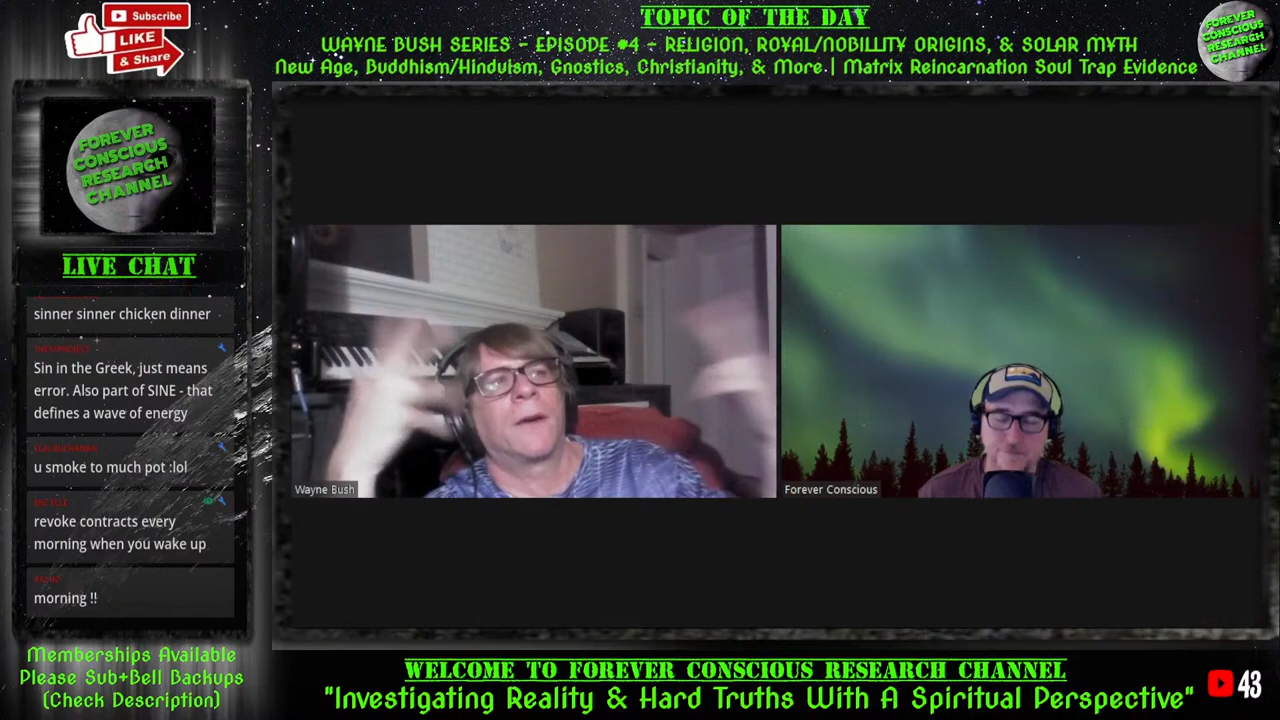 Subscribe
LIKE
& Share
TOPIC OF THE DAY
WAYNE BUSH SERIES - EPISODE #4 - RELIGION, ROYAL/NOBILLITY ORIGINS, & SOLAR MYTH
New Age, Buddhism/Hinduism, Gnostics, Christianity, & More | Matrix Reincarnation Soul Trap Evidence
FOREVER
CONSCIOUS
RESEARCH
CHANNEL
FOREVER
CONSCIOUS
RESEARCH
CHANNEL
LIVE CHAT
sinner sinner chicken dinner
Sin in the Greek, just means
error. Also part of SINE - that
defines a wave of energy
u smoke to much pot :lol
revoke contracts every
morning when you wake up
morning !!
Wayne Bush
Forever Conscious
Memberships Available
Please Sub+Bell Backups
(Check Description)
WELCOME TO FOREVER CONSCIOUS RESEARCH CHANNEL
"Investigating Reality & Hard Truths With A Spiritual Perspective"
43